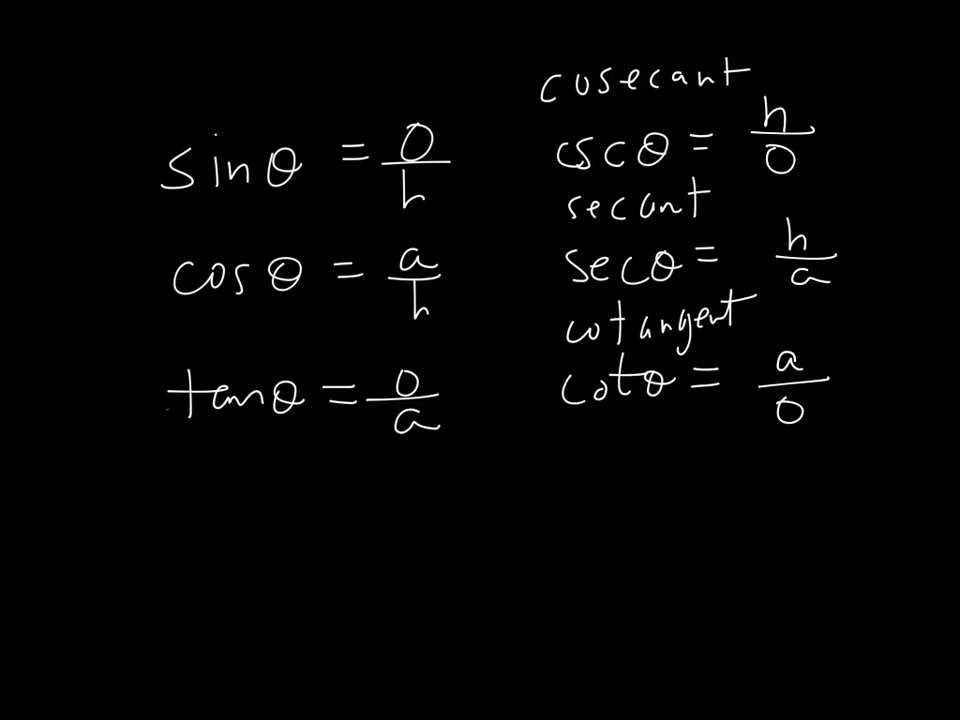 cosecant
sinθ = o/h
cscθ = h/o
secant
cosθ = a/h
secθ = h/a
cotangent
tanθ = o/a
cotθ = a/o